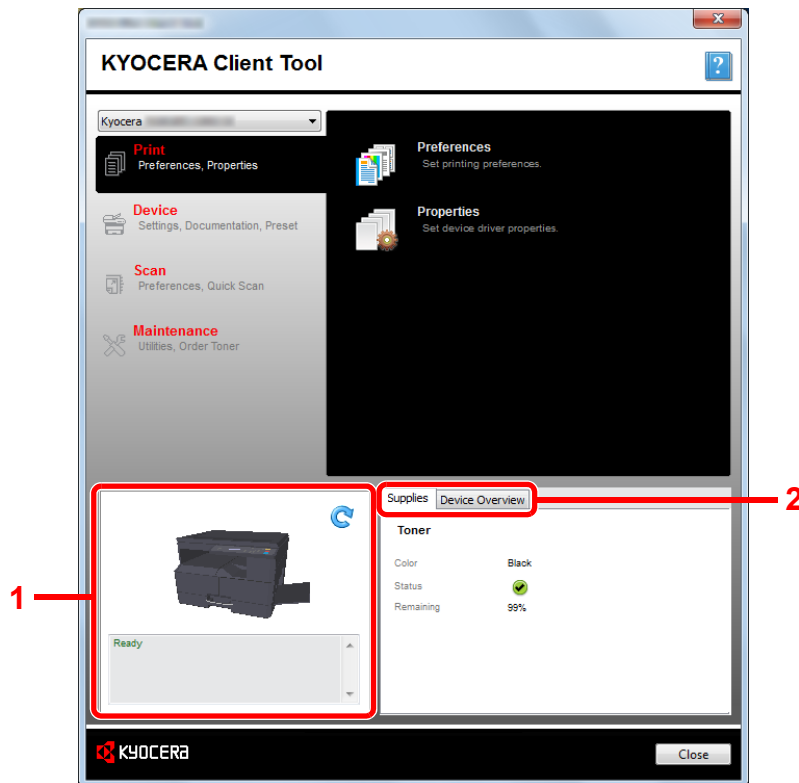 KYOCERA Client Tool
?
Kyocera
Print
Preferences, Properties
Device
Settings, Documentation, Preset
Scan
Preferences, Quick Scan
Maintenance
Utilities, Order Toner
Preferences
Set printing preferences.
Properties
Set device driver properties.
1
Ready
2
Supplies
Device Overview
Toner
Color Black
Status
Remaining 99%
KYOCERA
Close